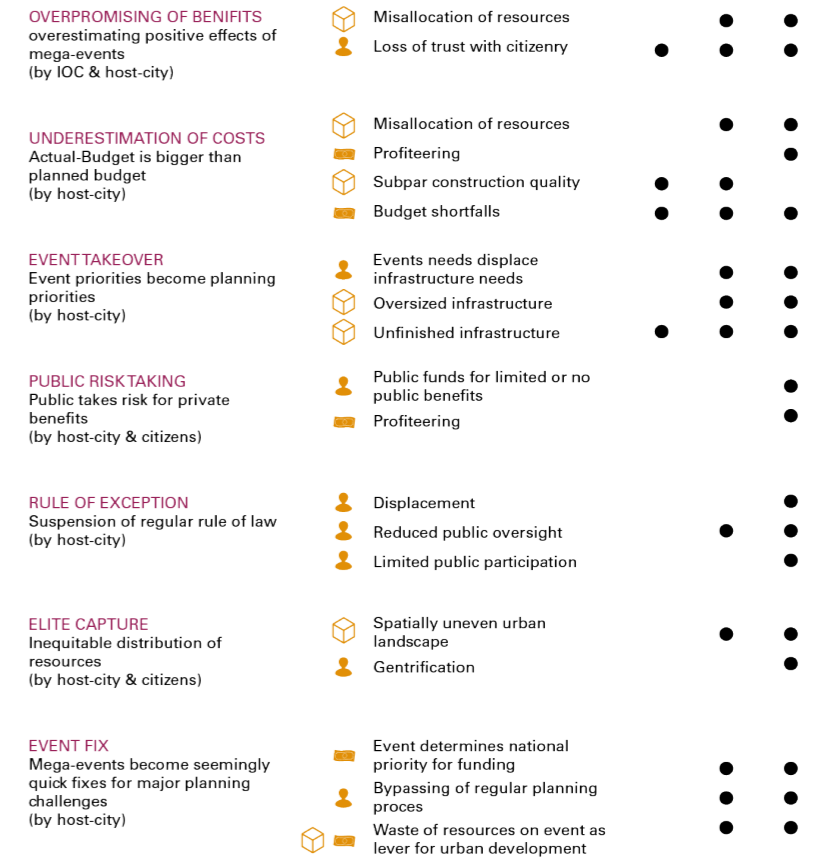 OVERPROMISING OF BENIFITS
overestimating positive effects of
mega-events
(by IOC & host-city)
Misallocation of resources
Loss of trust with citizenry
UNDERESTIMATION OF COSTS
Actual-Budget is bigger than
planned budget
(by host-city)
Misallocation of resources
Profiteering
Subpar construction quality
Budget shortfalls
EVENT TAKEOVER
Event priorities become planning
priorities
(by host-city)
Events needs displace
infrastructure needs
Oversized infrastructure
Unfinished infrastructure
PUBLIC RISK TAKING
Public takes risk for private
benefits
(by host-city & citizens)
Public funds for limited or no
public benefits
Profiteering
RULE OF EXCEPTION
Suspension of regular rule of law
(by host-city)
Displacement
Reduced public oversight
Limited public participation
ELITE CAPTURE
Inequitable distribution of
resources
(by host-city & citizens)
Spatially uneven urban
landscape
Gentrification
EVENT FIX
Mega-events become seemingly
quick fixes for major planning
challenges
(by host-city)
Event determines national
priority for funding
Bypassing of regular planning
proces
Waste of resources on event as
lever for urban development